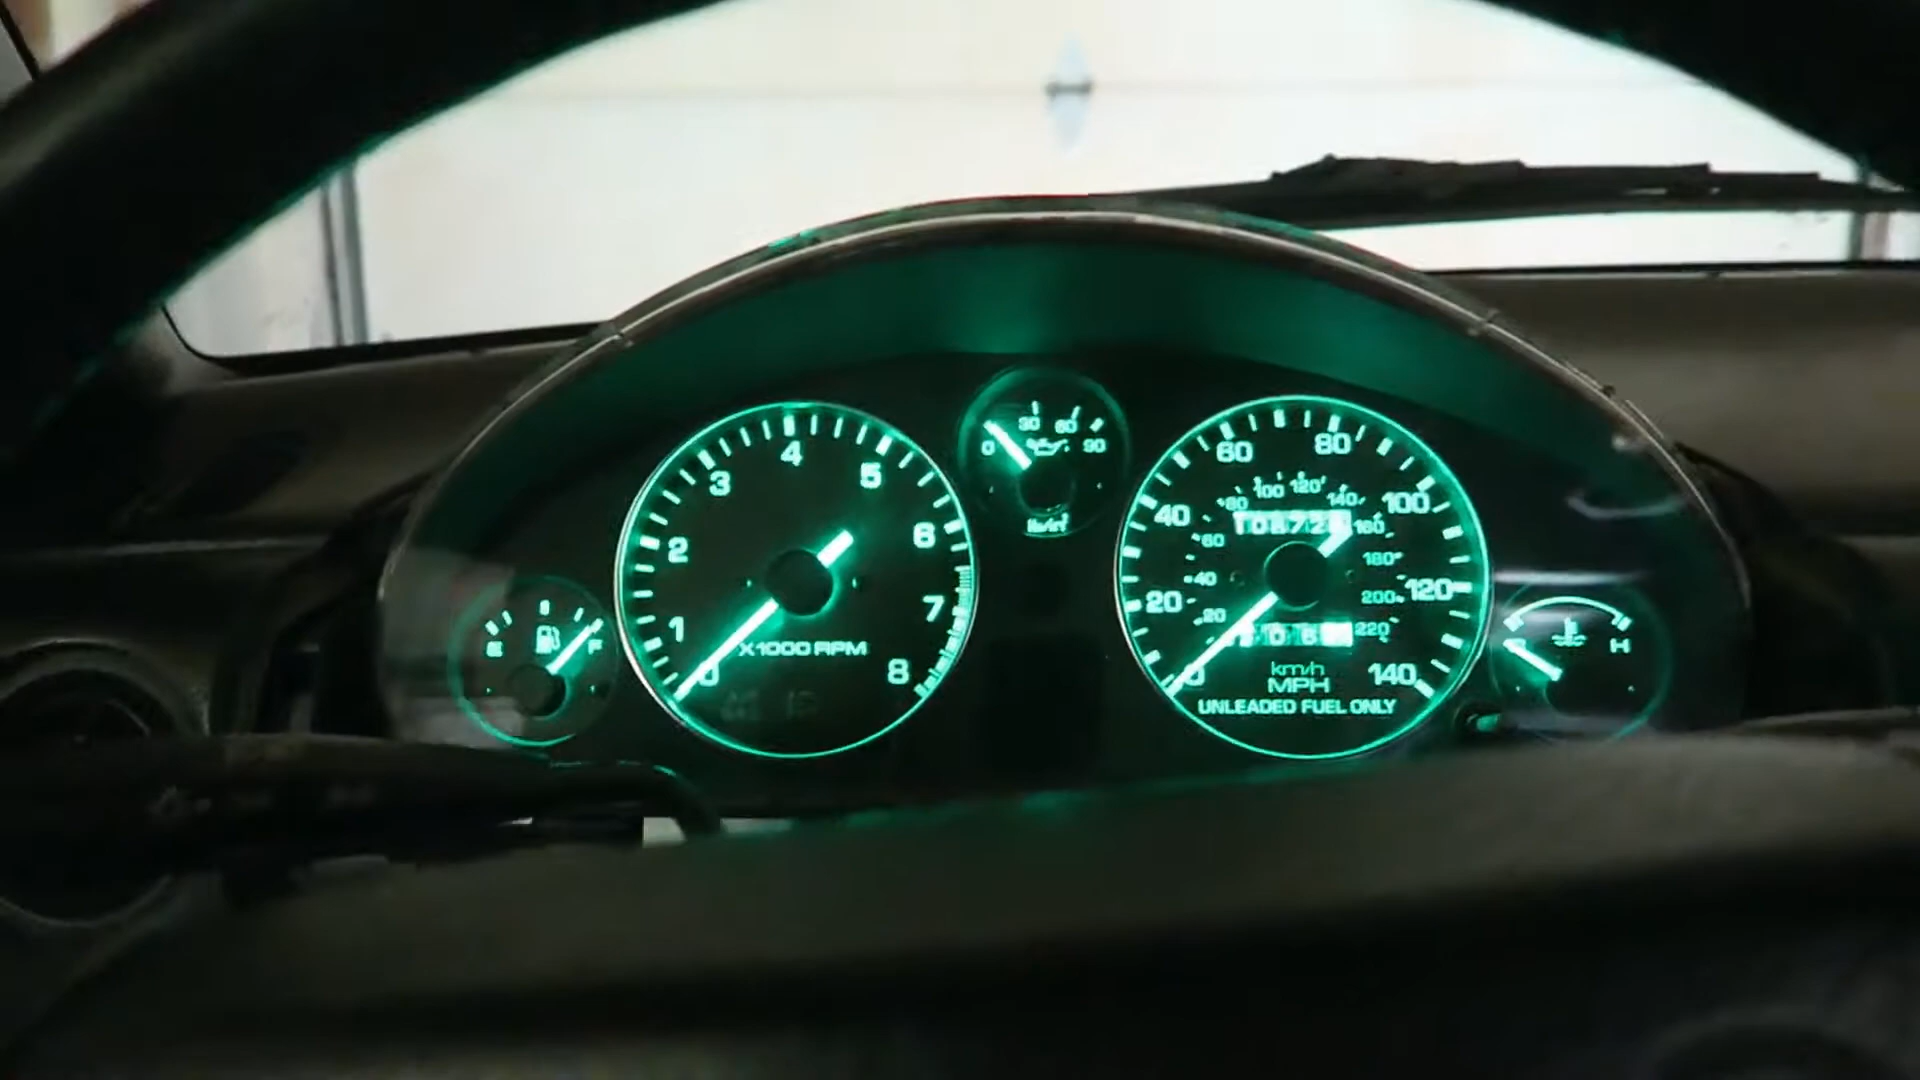 E F
0 1 2 3 4 5 6 7 8
X1000 RPM
0 30 60 90
20 40 60 80 100 120 140
20 40 60 80 100 120 140 160 180 200 220
km/h
MPH
UNLEADED FUEL ONLY
H